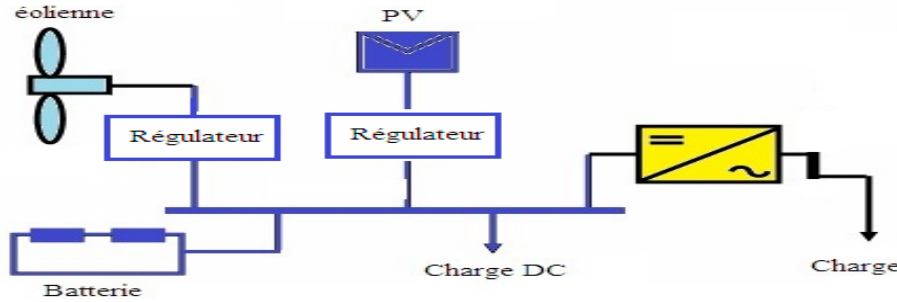 éolienne
PV
Régulateur
Régulateur
Charge DC
Charge
Batterie